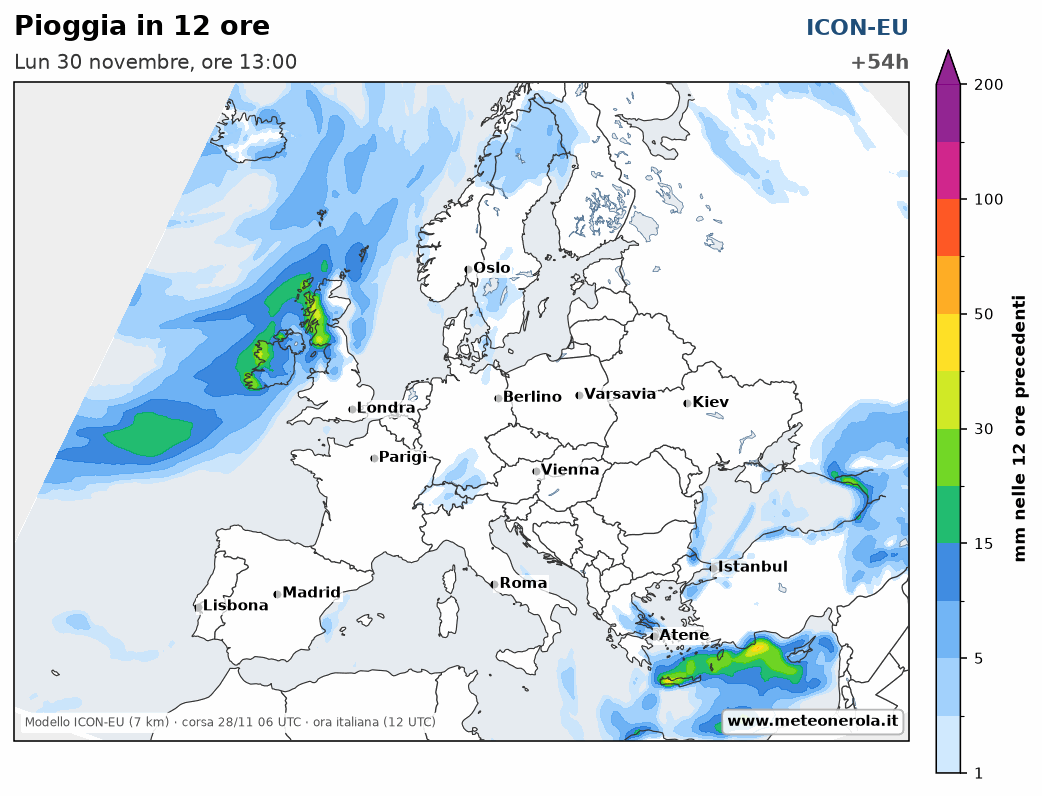 Pioggia in 12 ore
ICON-EU
Lun 30 novembre, ore 13:00
+54h
200
100
50
30
15
5
1
mm nelle 12 ore precedenti
Oslo
Berlino
Varsavia
Kiev
Londra
Parigi
Vienna
Istanbul
Roma
Madrid
Lisbona
Atene
Modello ICON-EU (7 km) · corsa 28/11 06 UTC · ora italiana (12 UTC)
www.meteonerola.it